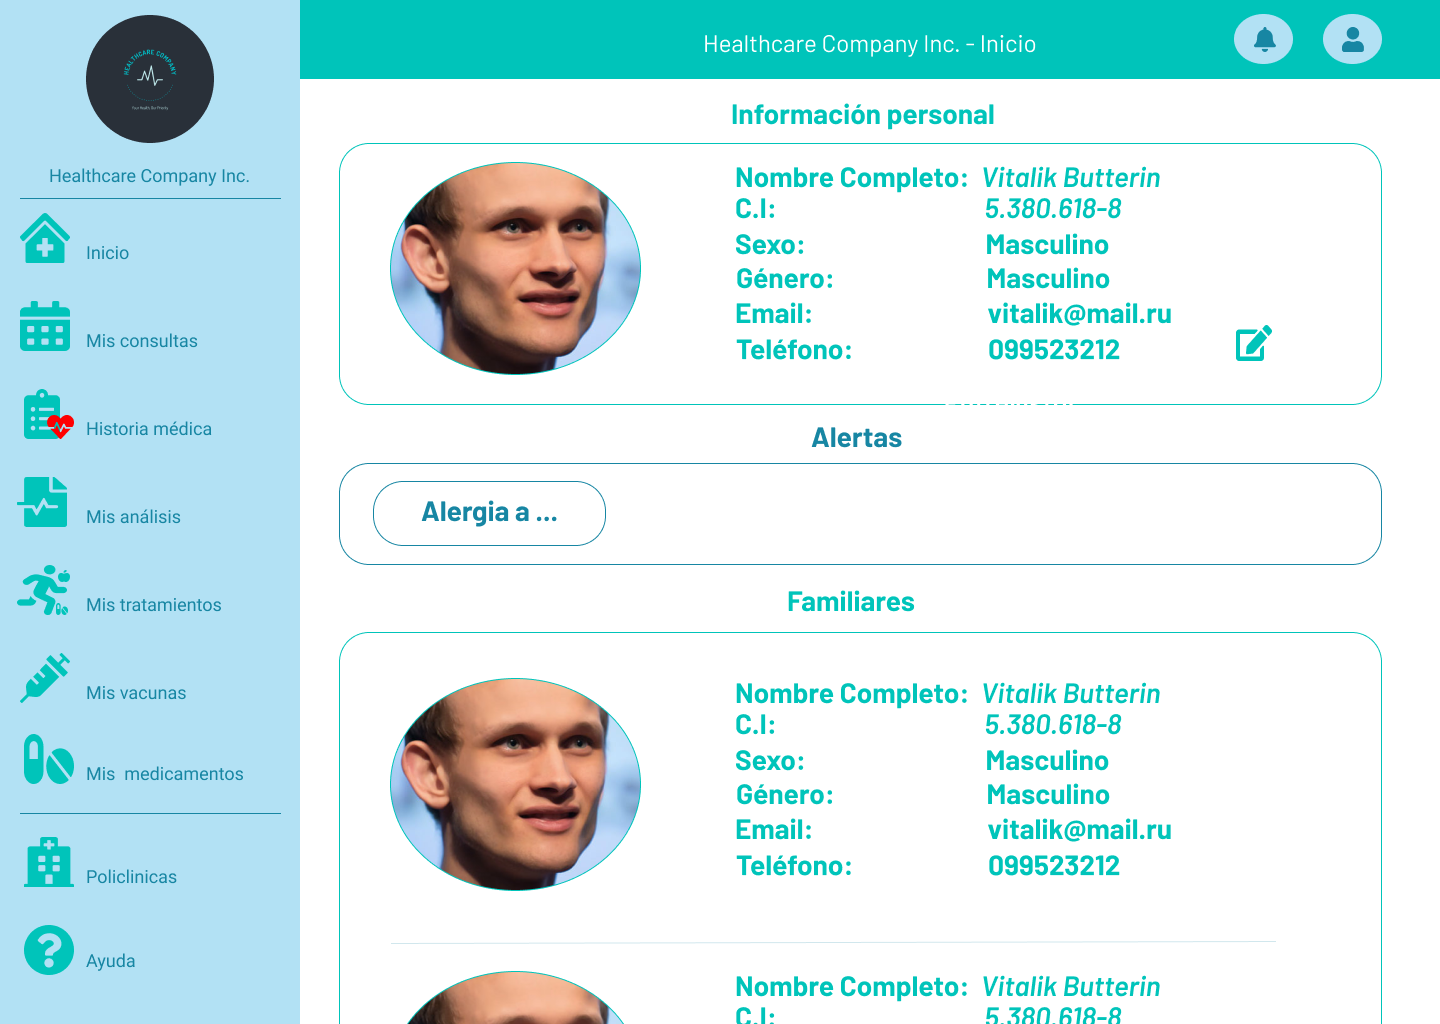 HEALTHCARE COMPANY
Your Health Our Priority
Healthcare Company Inc.
Inicio
Mis consultas
Historia médica
Mis análisis
Mis tratamientos
Mis vacunas
Mis medicamentos
Policlinicas
Ayuda
Healthcare Company Inc. - Inicio
Información personal
Nombre Completo: Vitalik Butterin
C.I: 5.380.618-8
Sexo: Masculino
Género: Masculino
Email: vitalik@mail.ru
Teléfono: 099523212
Alertas
Alergia a ...
Familiares
Nombre Completo: Vitalik Butterin
C.I: 5.380.618-8
Sexo: Masculino
Género: Masculino
Email: vitalik@mail.ru
Teléfono: 099523212
Nombre Completo: Vitalik Butterin
C.I: 5.380.618-8